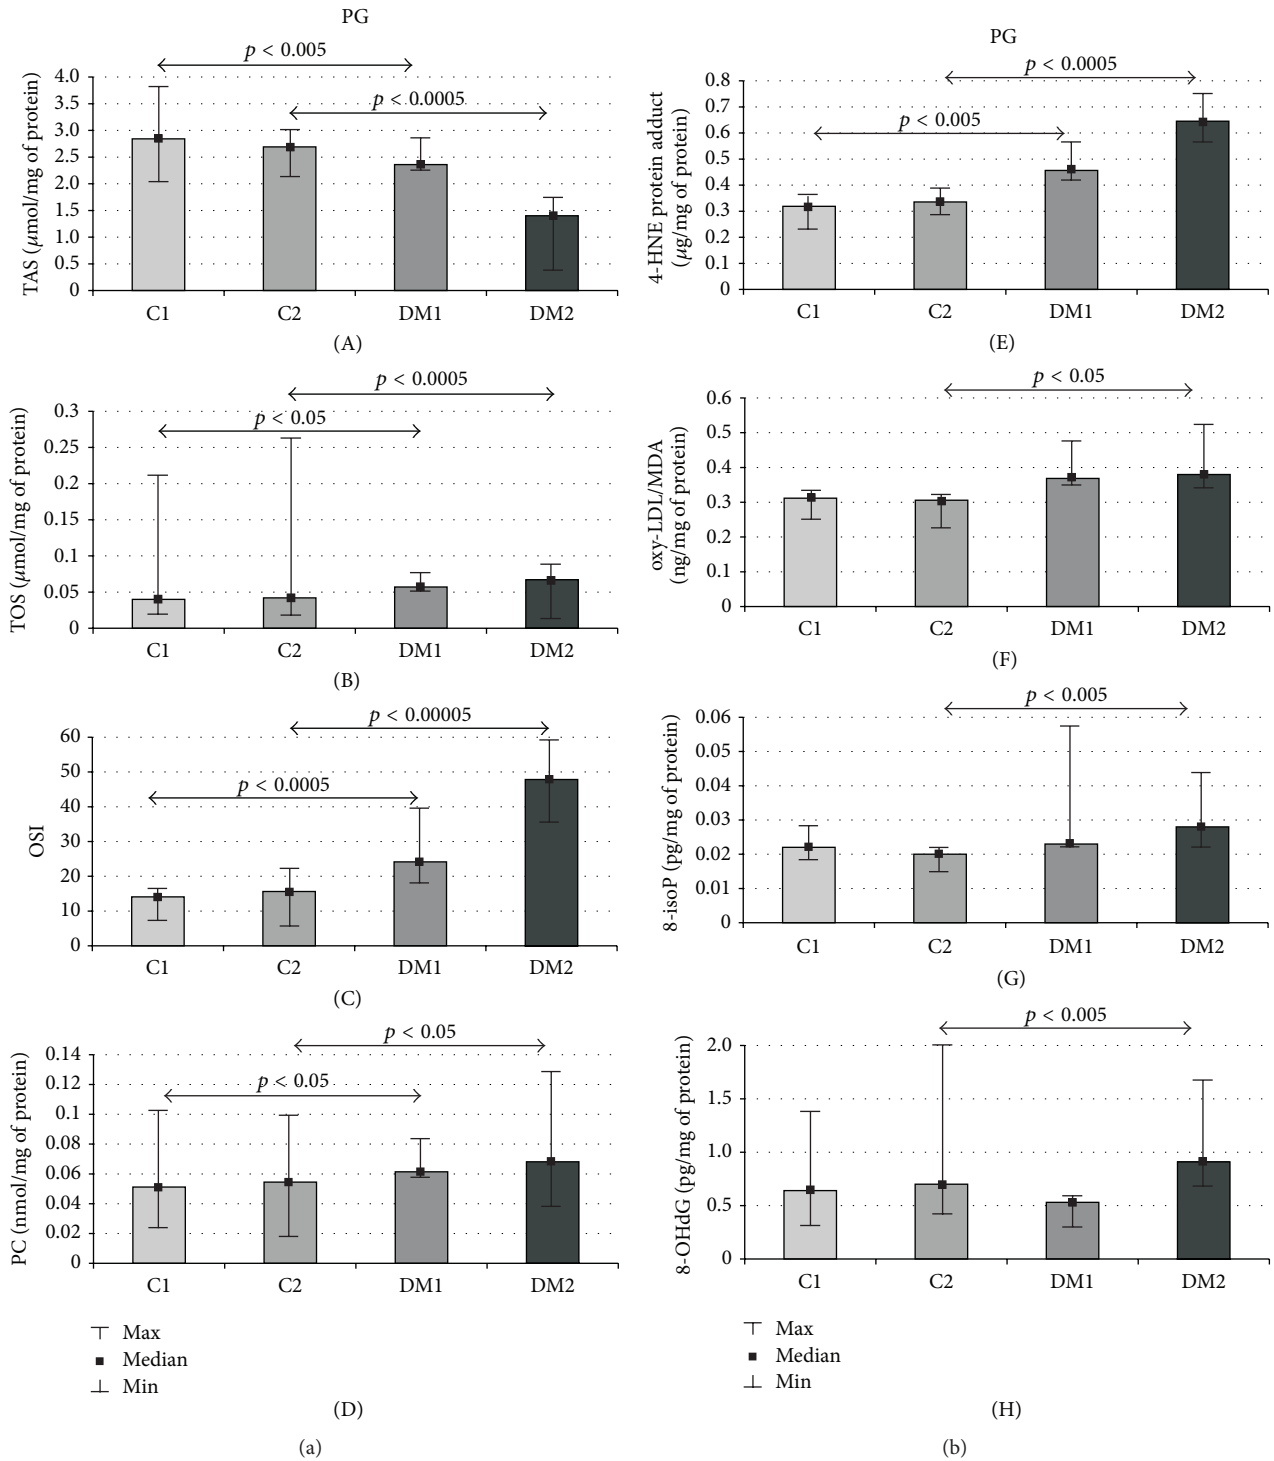 PG
p < 0.005
p < 0.0005
TAS (μmol/mg of protein)
4.0
3.5
3.0
2.5
2.0
1.5
1.0
0.5
0
C1 C2 DM1 DM2
(A)
p < 0.0005
p < 0.05
TOS (μmol/mg of protein)
0.3
0.25
0.2
0.15
0.1
0.05
0
C1 C2 DM1 DM2
(B)
p < 0.00005
p < 0.0005
OSI
60
50
40
30
20
10
0
C1 C2 DM1 DM2
(C)
p < 0.05
p < 0.05
PC (nmol/mg of protein)
0.14
0.12
0.1
0.08
0.06
0.04
0.02
0
C1 C2 DM1 DM2
Max
Median
Min
(D)
(a)
PG
p < 0.0005
p < 0.005
4-HNE protein adduct
(μg/mg of protein)
0.8
0.7
0.6
0.5
0.4
0.3
0.2
0.1
0
C1 C2 DM1 DM2
(E)
p < 0.05
oxy-LDL/MDA
(ng/mg of protein)
0.6
0.5
0.4
0.3
0.2
0.1
0
C1 C2 DM1 DM2
(F)
p < 0.005
8-isoP (pg/mg of protein)
0.06
0.05
0.04
0.03
0.02
0.01
0
C1 C2 DM1 DM2
(G)
p < 0.005
8-OHdG (pg/mg of protein)
2.0
1.5
1.0
0.5
0
C1 C2 DM1 DM2
Max
Median
Min
(H)
(b)